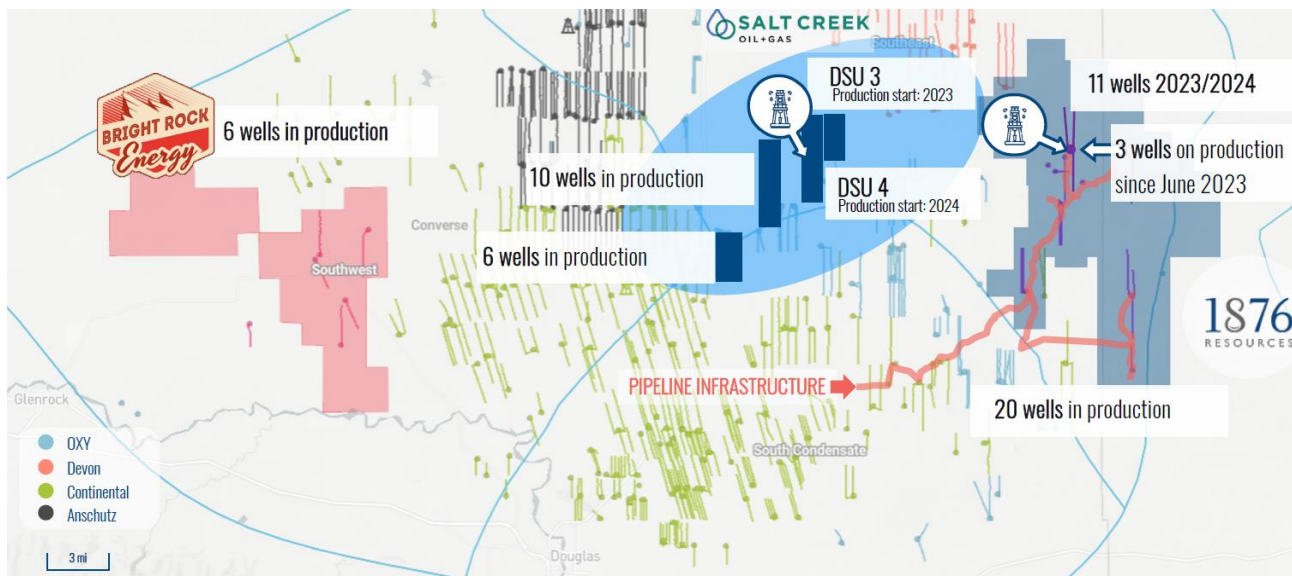 SALT CREEK
OIL+GAS
Southeast
BRIGHT ROCK
Energy
6 wells in production
DSU 3
Production start: 2023
11 wells 2023/2024
3 wells on production
since June 2023
10 wells in production
DSU 4
Production start: 2024
Converse
6 wells in production
Southwest
1876
RESOURCES
PIPELINE INFRASTRUCTURE
20 wells in production
Glenrock
OXY
Devon
Continental
Anschutz
South Condensate
Douglas
3 mi